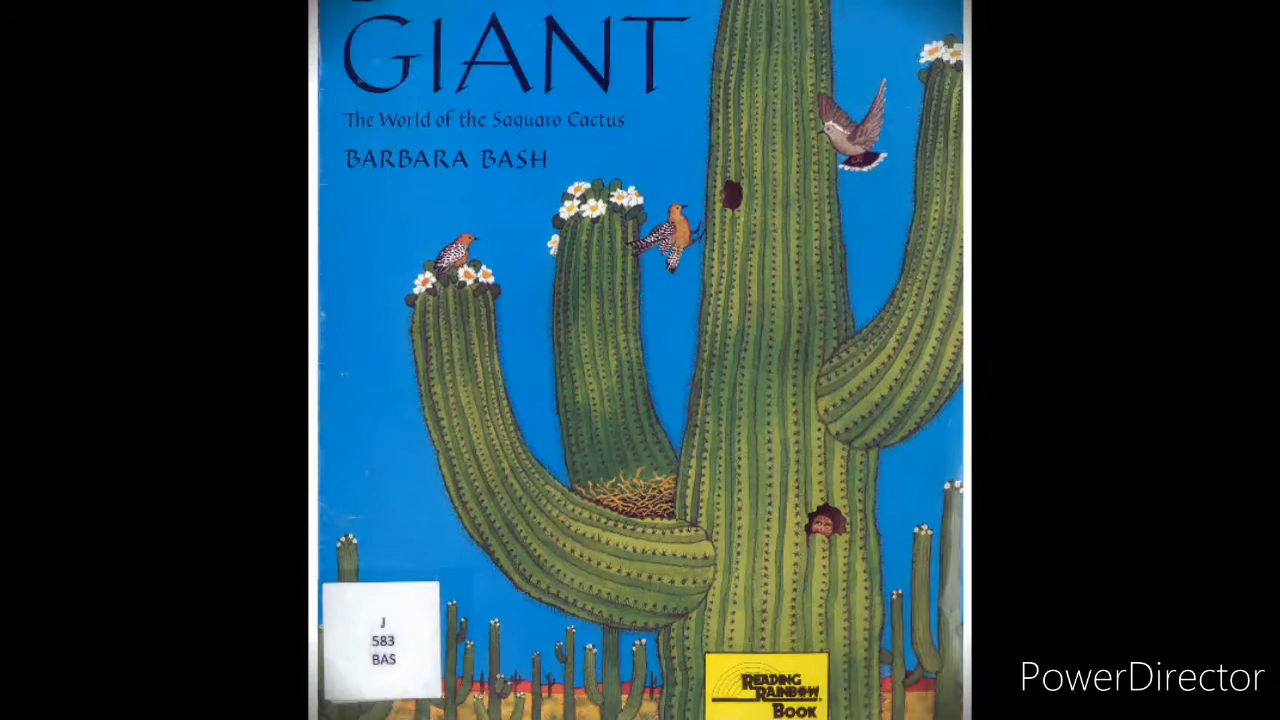 GIANT
The World of the Saguaro Cactus
BARBARA BASH
J
583
BAS
READING
RAINBOW
BOOK
PowerDirector